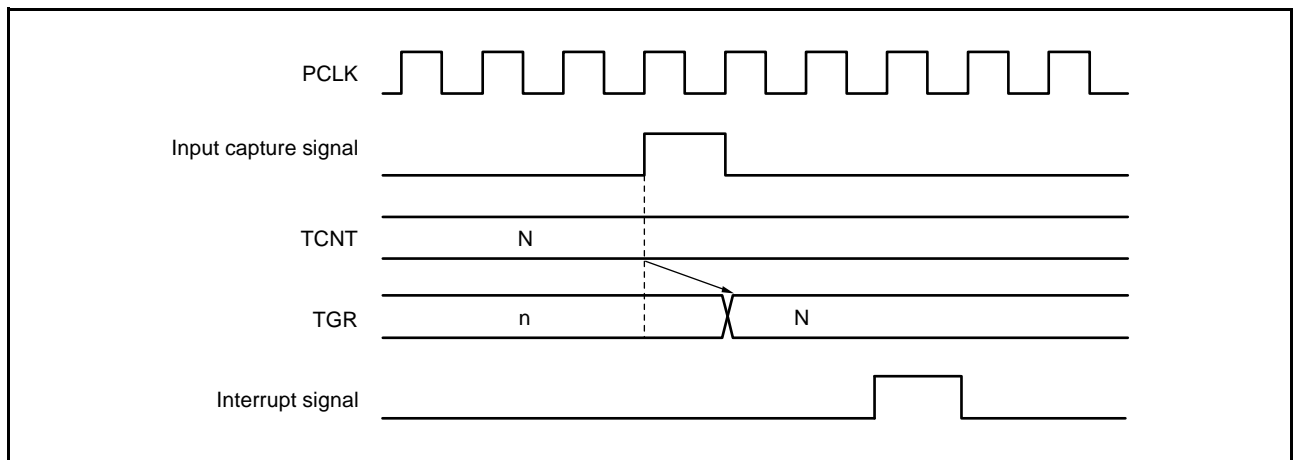 PCLK
Input capture signal
TCNT
N
TGR
n
N
Interrupt signal